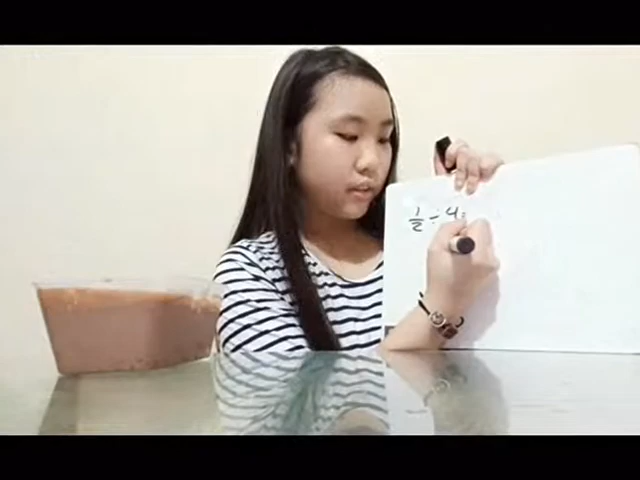 1/2 ÷ 4 =